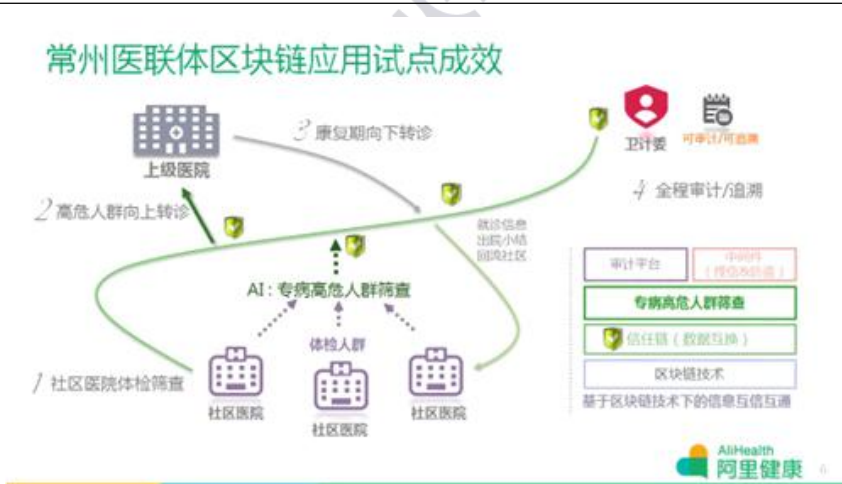 常州医联体区块链应用试点成效
3 康复期向下转诊
上级医院
卫计委
可审计/可追溯
4 全程审计/追溯
2 高危人群向上转诊
就诊信息
出院小结
回流社区
AI：专病高危人群筛查
体检人群
1 社区医院体检筛查
社区医院
社区医院
社区医院
审计平台
中间件
专病高危人群筛查
信任链（数据互换）
区块链技术
基于区块链技术下的信息互信互通
AliHealth
阿里健康
6